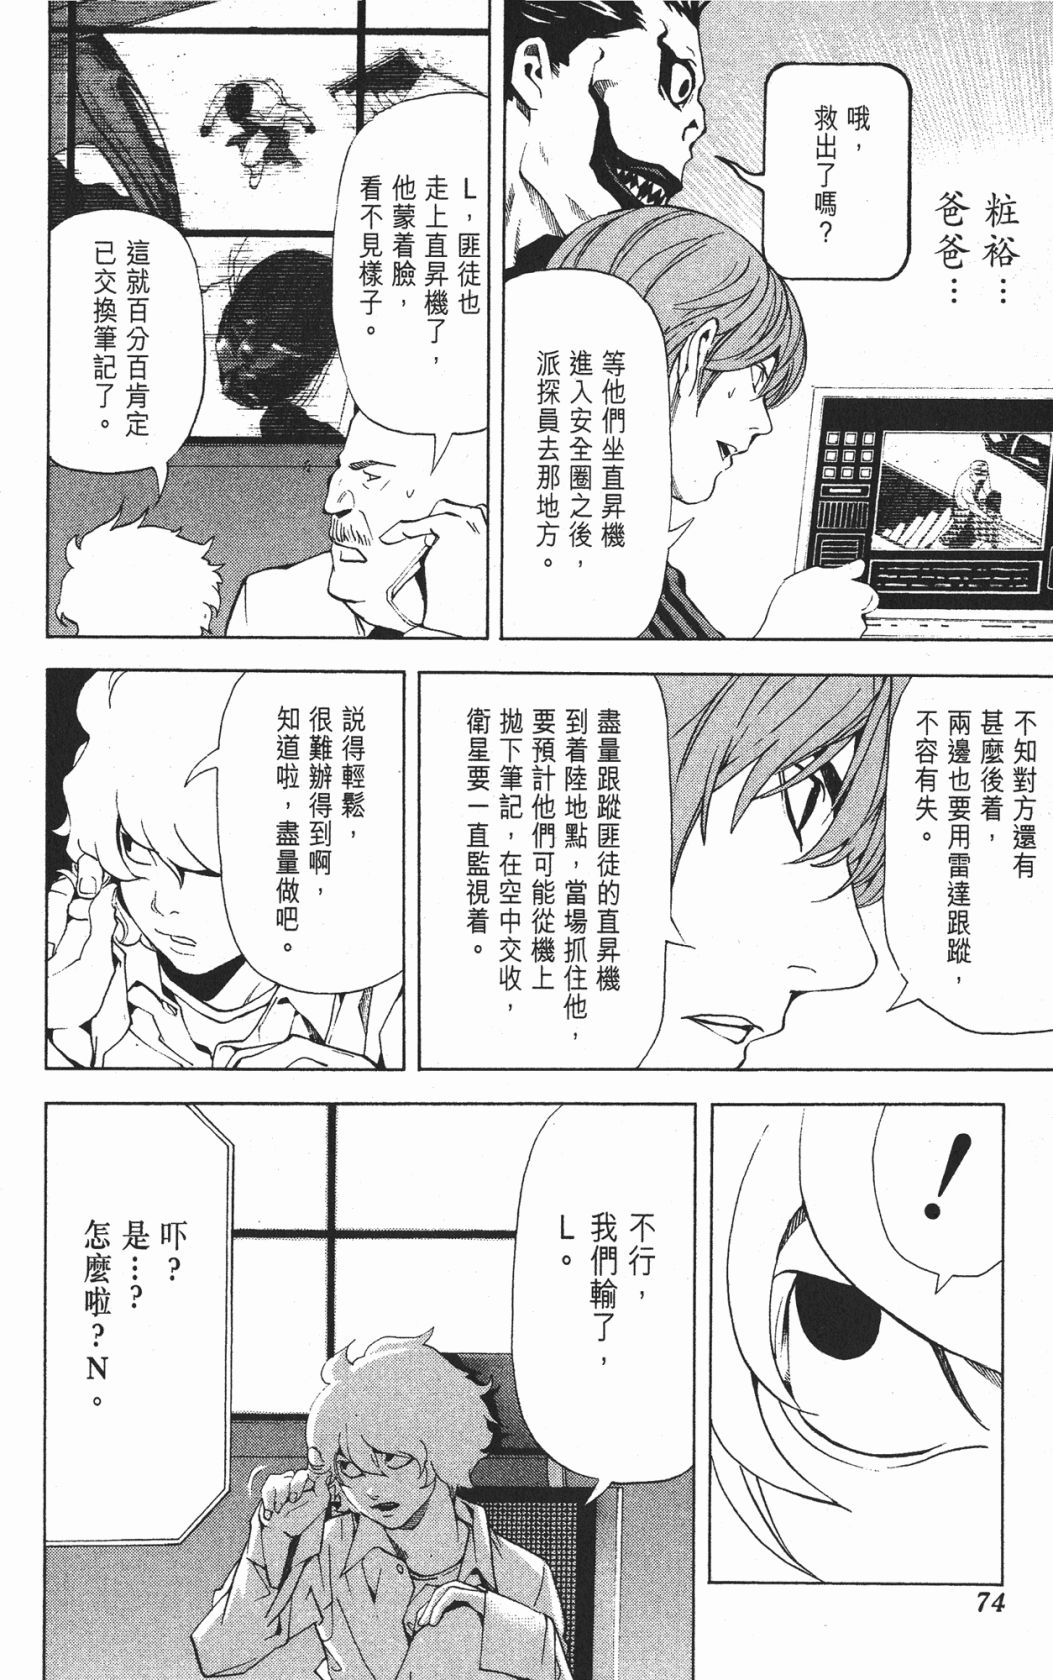 粧裕…
爸爸…
哦，
救出了嗎？
等他們坐直昇機
進入安全圈之後，
派探員去那地方。
L，匪徒也
走上直昇機了，
他蒙着臉，
看不見樣子。
這就百分百肯定
已交換筆記了。
不知對方還有
甚麼後着，
兩邊也要用雷達跟蹤，
不容有失。
盡量跟蹤匪徒的直昇機
到着陸地點，當場抓住他，
要預計他們可能從機上
拋下筆記，在空中交收，
衛星要一直監視着。
説得輕鬆，
很難辦得到啊，
知道啦，盡量做吧。
！
不行，
我們輸了，
L。
吓？
是…？
怎麼啦？N。
74